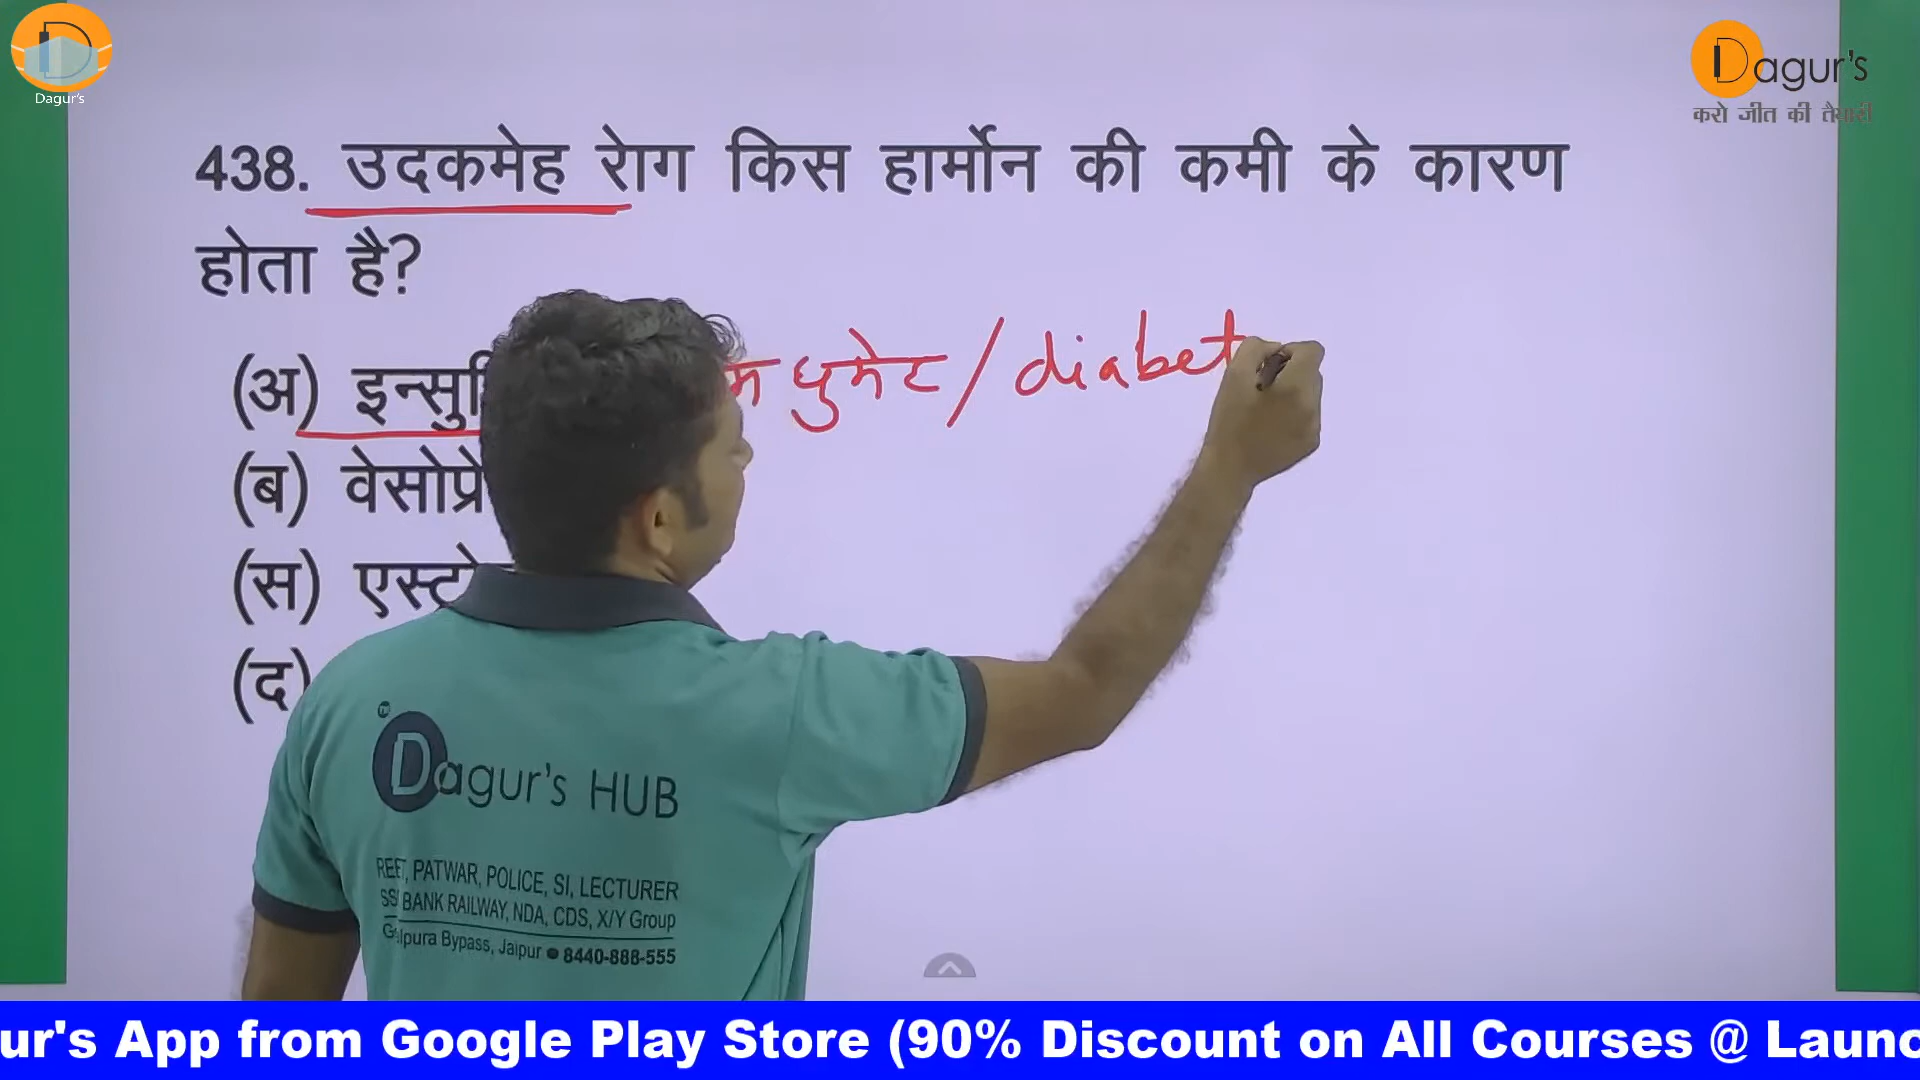 Dagur's
Dagur's
करो जीत की तैयारी
438. उदकमेह रोग किस हार्मोन की कमी के कारण
होता है?
(अ) इन्सु
/diabet
(ब) वेसोप्रे
(स) एस्ट्रो
(द)
Dagur's HUB
REET, PATWAR, POLICE, SI, LECTURER
BANK RAILWAY, NDA, CDS, X/Y Group
Bypass, Jaipur 8440-888-555
ur's App from Google Play Store (90% Discount on All Courses @ Launc